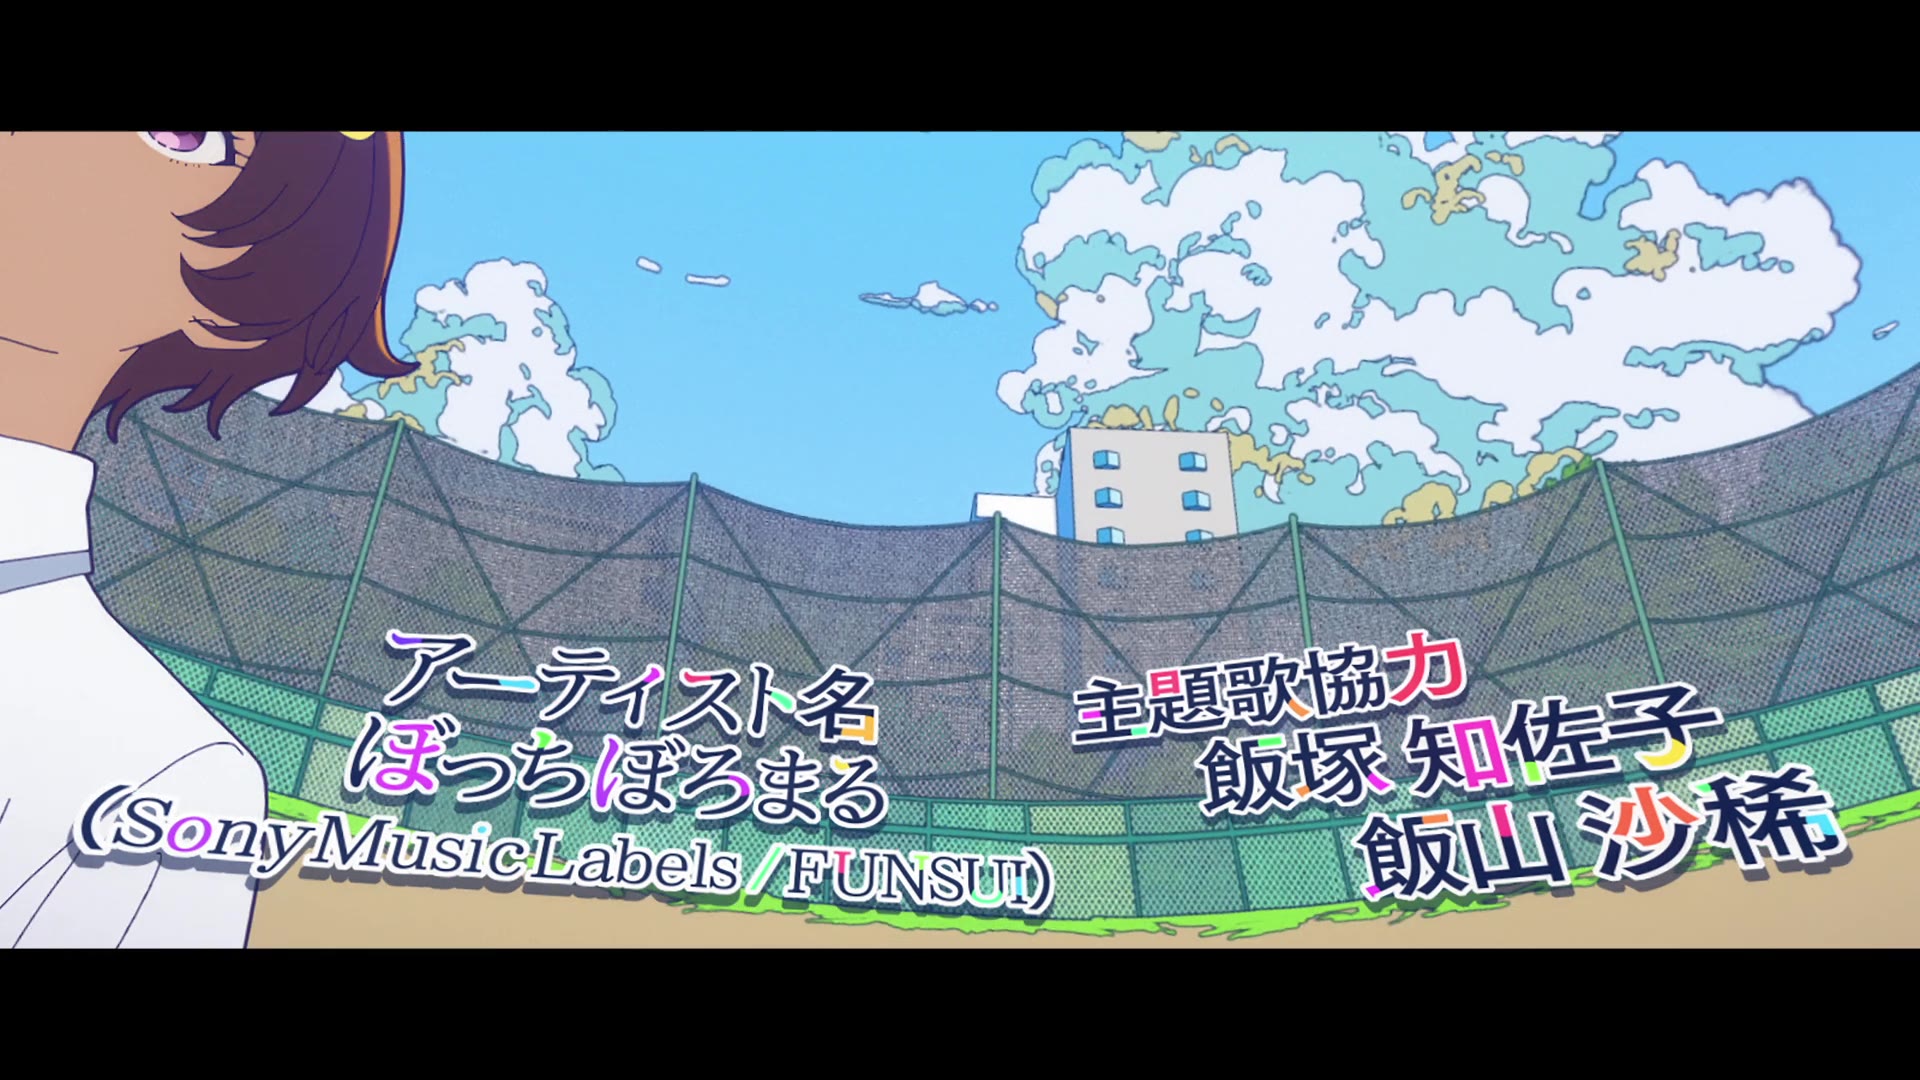 アーティスト名
ぼっちぼろまる
(SonyMusicLabels/FUNSUI)
主題歌協力
飯塚 知佐子
飯山 沙稀